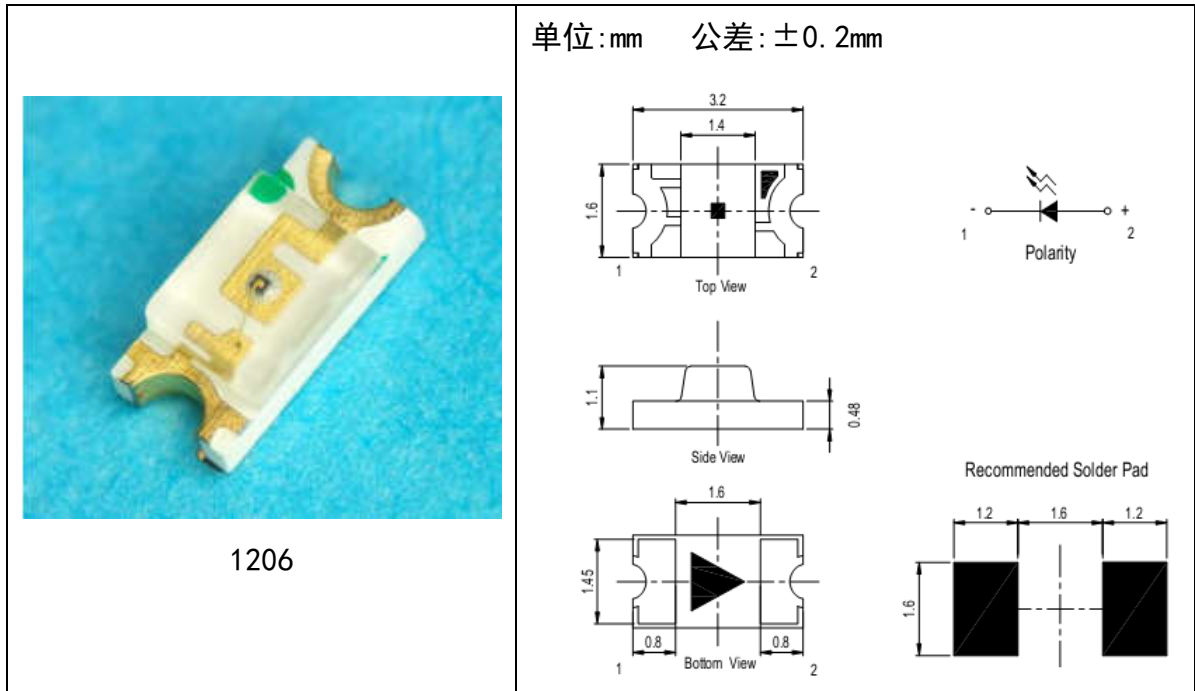 单位:mm 公差:±0.2mm
3.2
1.4
1.6
1 2
Top View
- +
1 2
Polarity
1.1
0.48
Side View
1.6
1.45
0.8 0.8
1 2
Bottom View
Recommended Solder Pad
1.2 1.6 1.2
1.6
1206